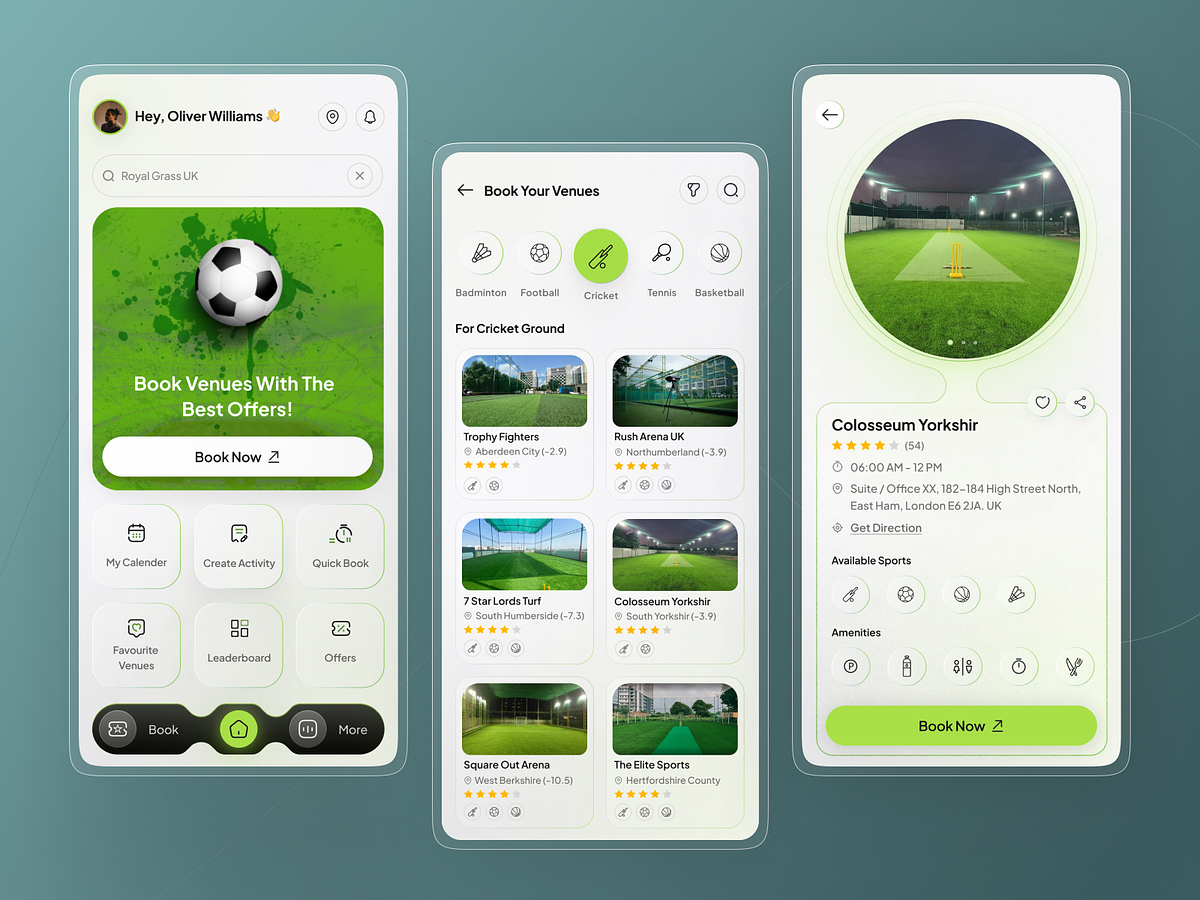 Hey, Oliver Williams 👋
Royal Grass UK
Book Venues With The
Best Offers!
Book Now
My Calender
Create Activity
Quick Book
Favourite
Venues
Leaderboard
Offers
Book
More
Book Your Venues
Badminton
Football
Cricket
Tennis
Basketball
For Cricket Ground
Trophy Fighters
Aberdeen City (~2.9)
Rush Arena UK
Northumberland (~3.9)
7 Star Lords Turf
South Humberside (~7.3)
Colosseum Yorkshir
South Yorkshir (~3.9)
Square Out Arena
West Berkshire (~10.5)
The Elite Sports
Hertfordshire County
Colosseum Yorkshir
(54)
06:00 AM - 12 PM
Suite / Office XX, 182–184 High Street North,
East Ham, London E6 2JA. UK
Get Direction
Available Sports
Amenities
P
Book Now